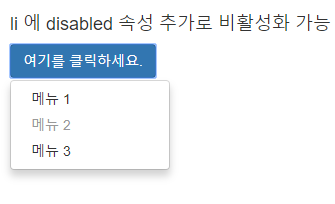 li 에 disabled 속성 추가로 비활성화 가능
여기를 클릭하세요.
메뉴 1
메뉴 2
메뉴 3